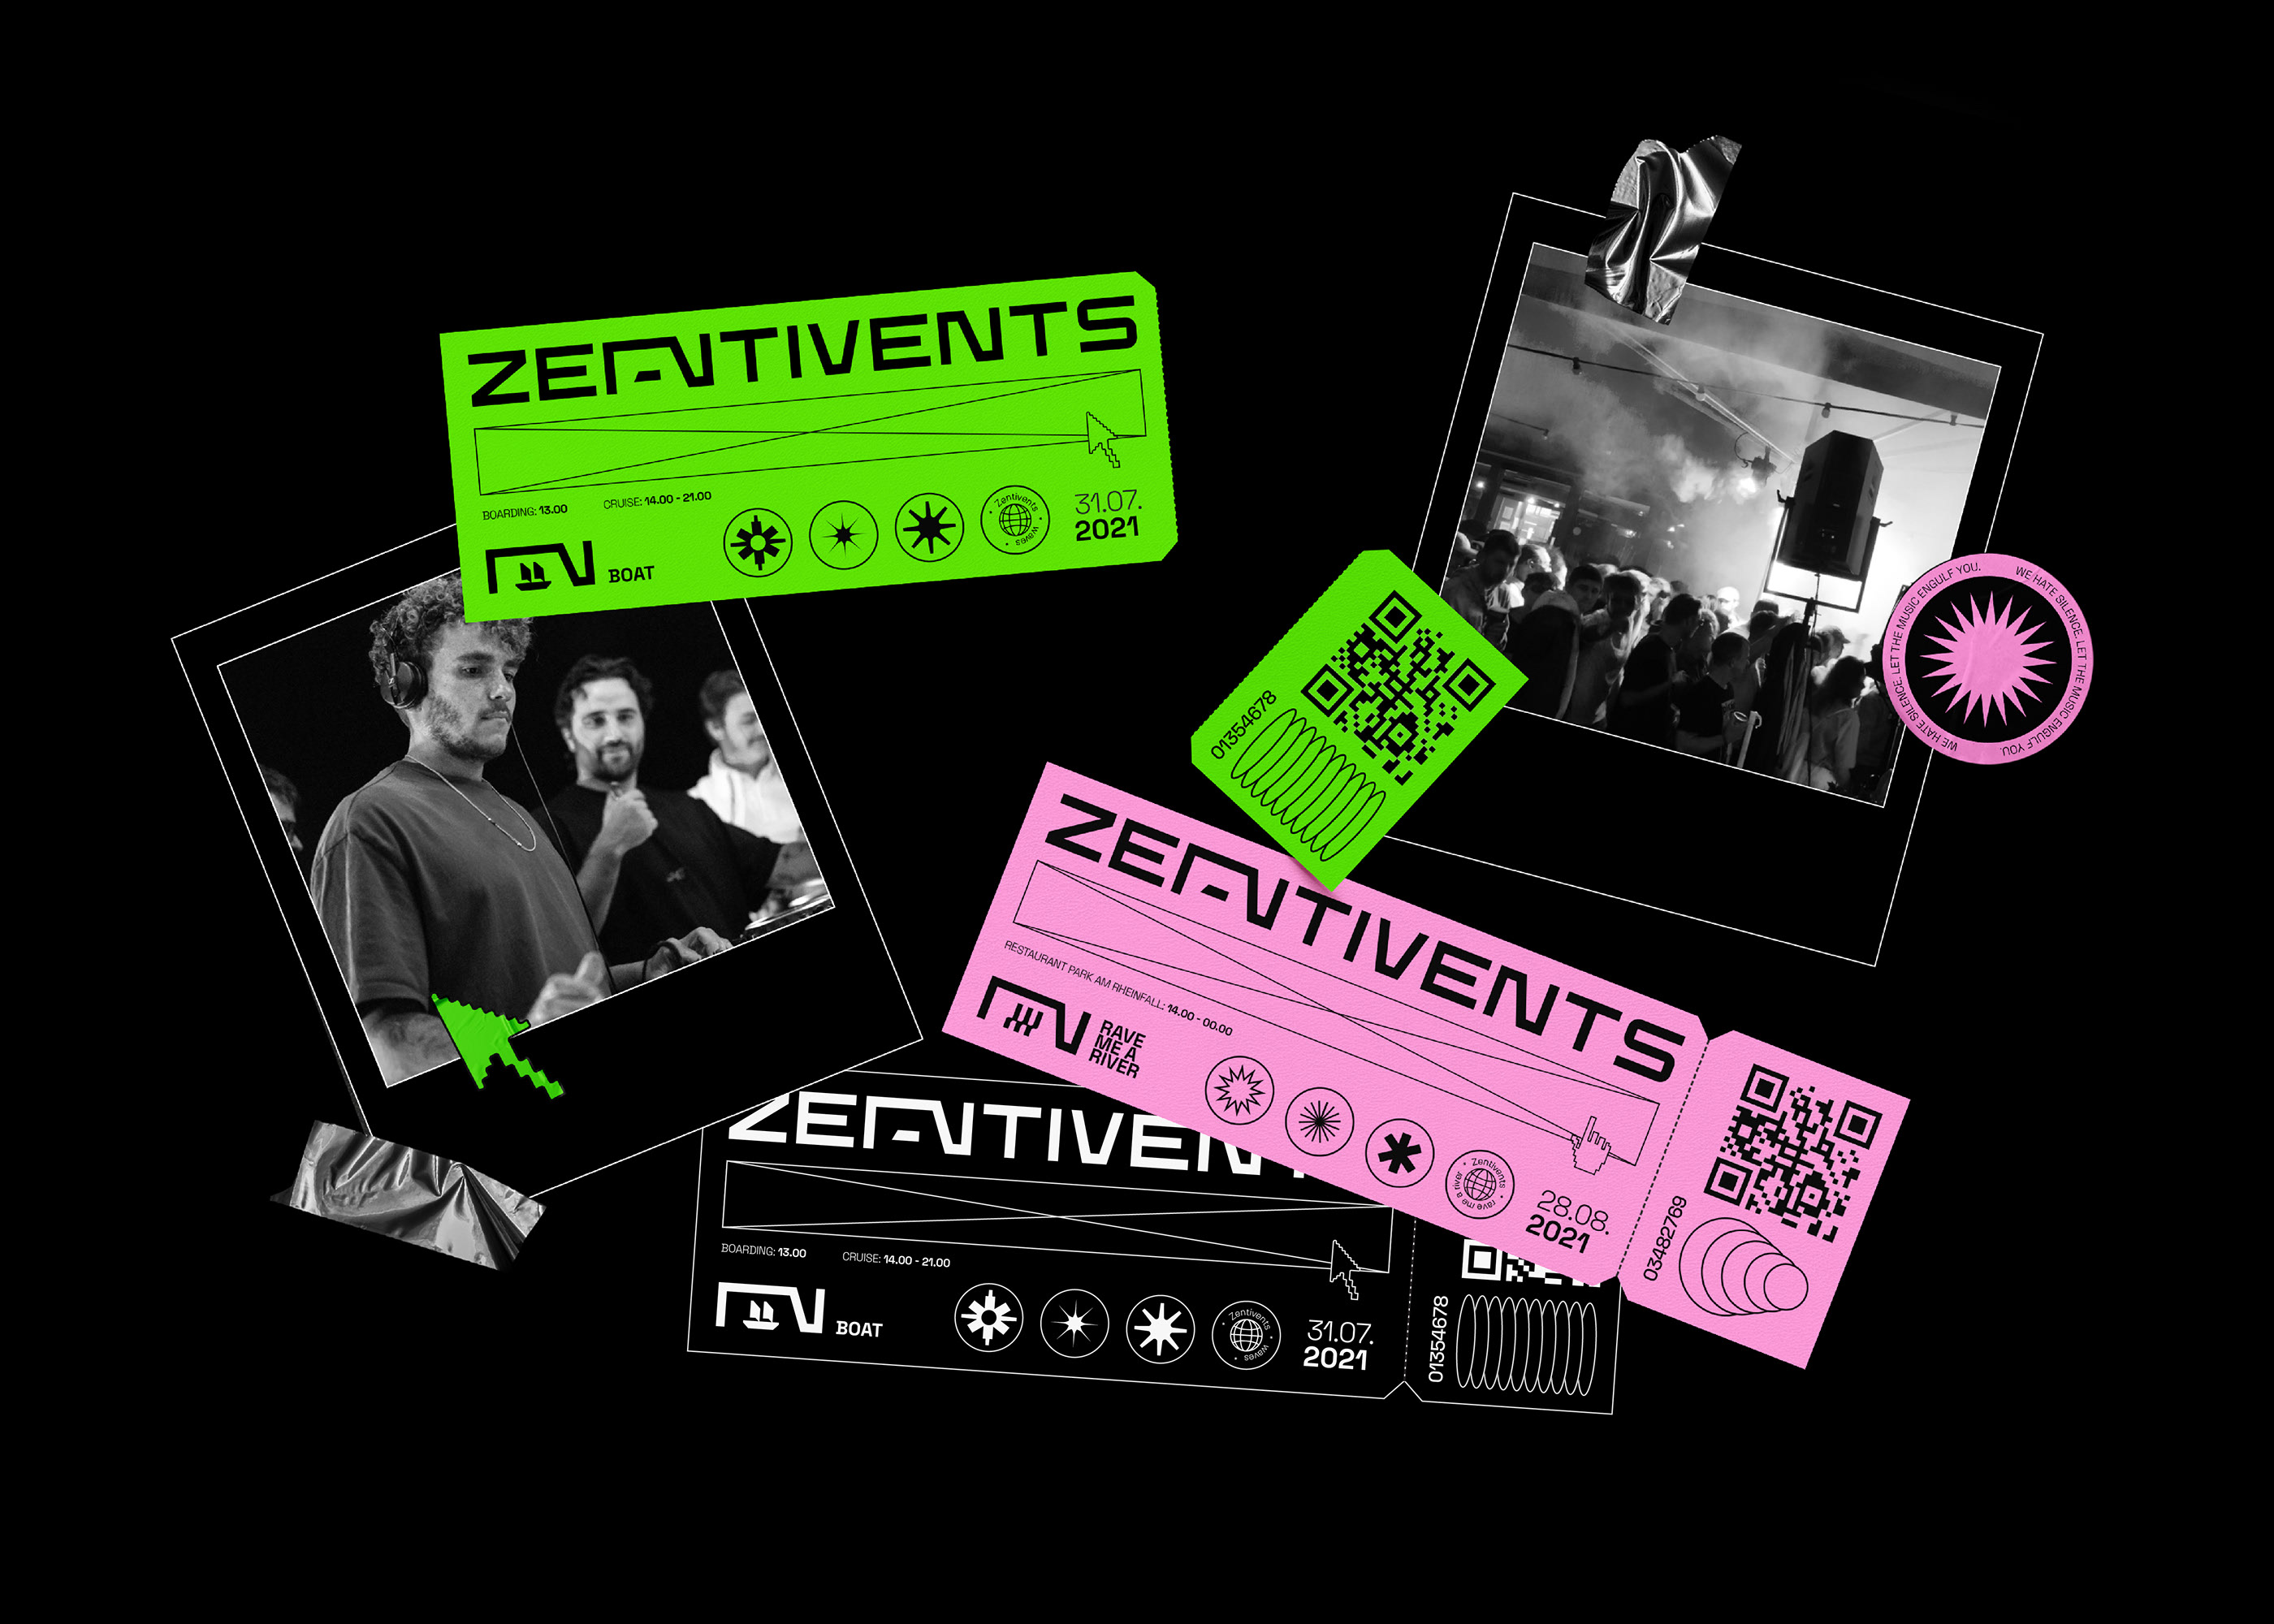 ZENTIVENTS
BOARDING: 13.00
CRUISE: 14.00 - 21.00
BOAT
Zentivents • waves •
31.07.
2021
01354678
WE HATE SILENCE. LET THE MUSIC ENGULF YOU.
WE HATE SILENCE. LET THE MUSIC ENGULF YOU.
ZENTIVENTS
RESTAURANT PARK AM RHEINFALL: 14.00 - 00.00
RAVE
ME A
RIVER
Zentivents • rave me a river •
28.08.
2021
03482769
ZENTIVENT
BOARDING: 13.00
CRUISE: 14.00 - 21.00
BOAT
Zentivents • waves •
31.07.
2021
01354678